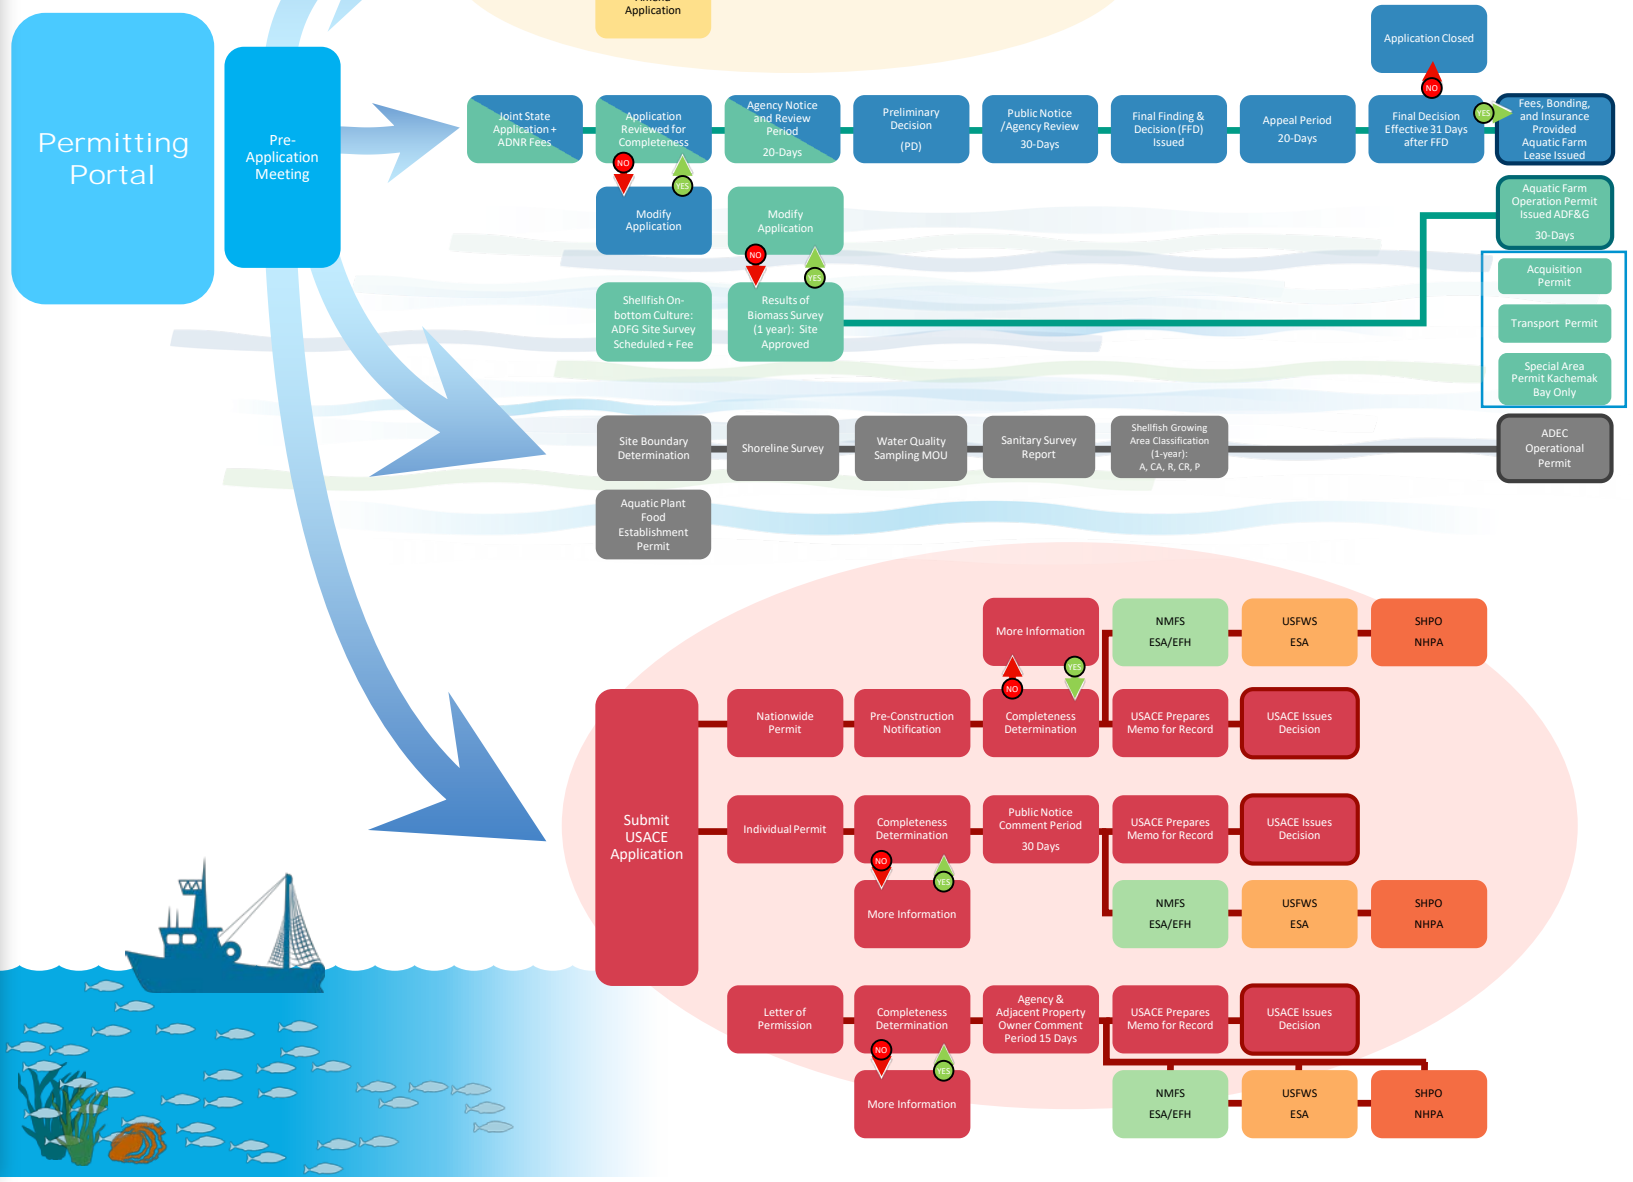 Application
Permitting
Portal
Pre-
Application
Meeting
Application Closed
NO
Joint State
Application +
ADNR Fees
Application
Reviewed for
Completeness
Agency Notice
and Review
Period
20-Days
Preliminary
Decision
(PD)
Public Notice
/Agency Review
30-Days
Final Finding &
Decision (FFD)
Issued
Appeal Period
20-Days
Final Decision
Effective 31 Days
after FFD
YES
Fees, Bonding,
and Insurance
Provided
Aquatic Farm
Lease Issued
NO
YES
Modify
Application
Modify
Application
Aquatic Farm
Operation Permit
Issued ADF&G
30-Days
NO
YES
Shellfish On-
bottom Culture:
ADFG Site Survey
Scheduled + Fee
Results of
Biomass Survey
(1 year): Site
Approved
Acquisition
Permit
Transport Permit
Special Area
Permit Kachemak
Bay Only
Site Boundary
Determination
Shoreline Survey
Water Quality
Sampling MOU
Sanitary Survey
Report
Shellfish Growing
Area Classification
(1-year):
A, CA, R, CR, P
ADEC
Operational
Permit
Aquatic Plant
Food
Establishment
Permit
More Information
NMFS
ESA/EFH
USFWS
ESA
SHPO
NHPA
YES
NO
Submit
USACE
Application
Nationwide
Permit
Pre-Construction
Notification
Completeness
Determination
USACE Prepares
Memo for Record
USACE Issues
Decision
Individual Permit
Completeness
Determination
Public Notice
Comment Period
30 Days
USACE Prepares
Memo for Record
USACE Issues
Decision
NO
YES
More Information
NMFS
ESA/EFH
USFWS
ESA
SHPO
NHPA
Letter of
Permission
Completeness
Determination
Agency &
Adjacent Property
Owner Comment
Period 15 Days
USACE Prepares
Memo for Record
USACE Issues
Decision
NO
YES
More Information
NMFS
ESA/EFH
USFWS
ESA
SHPO
NHPA